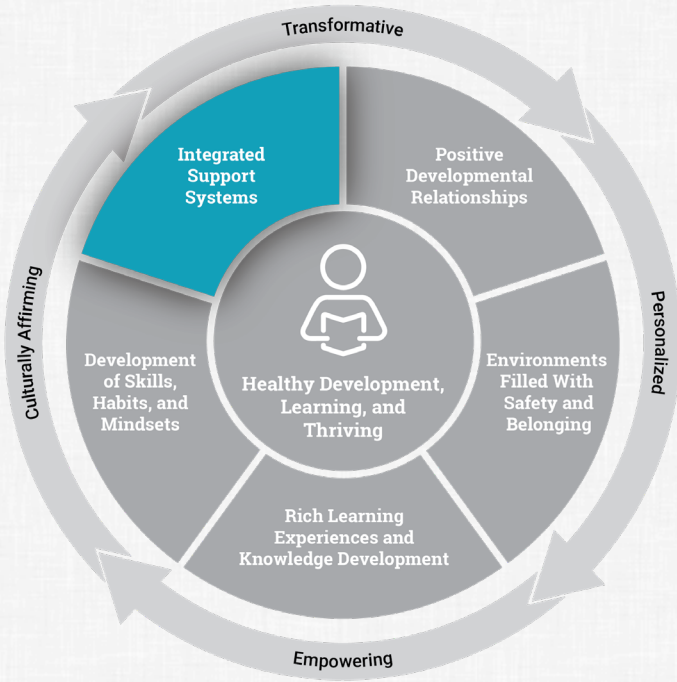 Transformative
Integrated
Support
Systems
Positive
Developmental
Relationships
Culturally Affirming
Personalized
Development
of Skills,
Habits, and
Mindsets
Healthy Development,
Learning, and
Thriving
Environments
Filled With
Safety and
Belonging
Rich Learning
Experiences and
Knowledge Development
Empowering